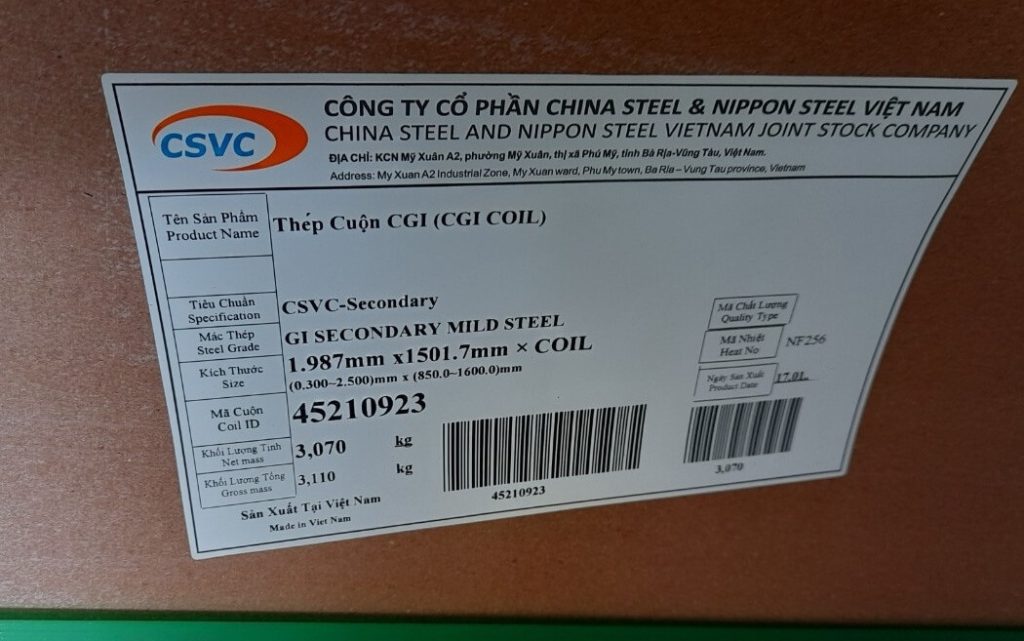 CSVC
CÔNG TY CỔ PHẦN CHINA STEEL & NIPPON STEEL VIỆT NAM
CHINA STEEL AND NIPPON STEEL VIETNAM JOINT STOCK COMPANY
ĐỊA CHỈ: KCN Mỹ Xuân A2, phường Mỹ Xuân, thị xã Phú Mỹ, tỉnh Bà Rịa-Vũng Tàu, Việt Nam.
Address: My Xuan A2 Industrial Zone, My Xuan ward, Phu My town, Ba Ria – Vung Tau province, Vietnam
Tên Sản Phẩm
Product Name
Thép Cuộn CGI (CGI COIL)
Tiêu Chuẩn
Specification
CSVC-Secondary
Mác Thép
Steel Grade
GI SECONDARY MILD STEEL
Kích Thước
Size
1.987mm x1501.7mm × COIL
(0.300~2.500)mm x (850.0~1600.0)mm
Mã Cuộn
Coil ID
45210923
Khối Lượng Tịnh
Net mass
3,070 kg
Khối Lượng Tổng
Gross mass
3,110 kg
Sản Xuất Tại Việt Nam
Made in Viet Nam
45210923
Mã Chất Lượng
Quality Type
Mã Nhiệt
Heat No
NF256
Ngày Sản Xuất
Product Date
17.01.
3,070